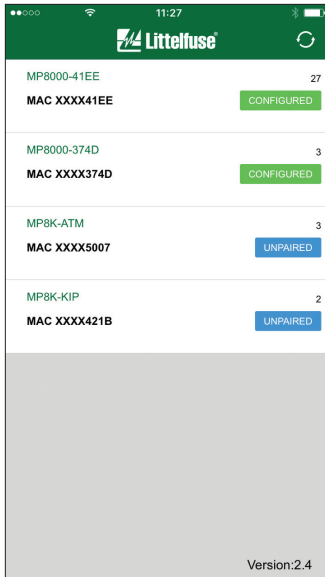 11:27
Littelfuse®
MP8000-41EE 27
MAC XXXX41EE CONFIGURED
MP8000-374D 3
MAC XXXX374D CONFIGURED
MP8K-ATM 3
MAC XXXX5007 UNPAIRED
MP8K-KIP 2
MAC XXXX421B UNPAIRED
Version:2.4